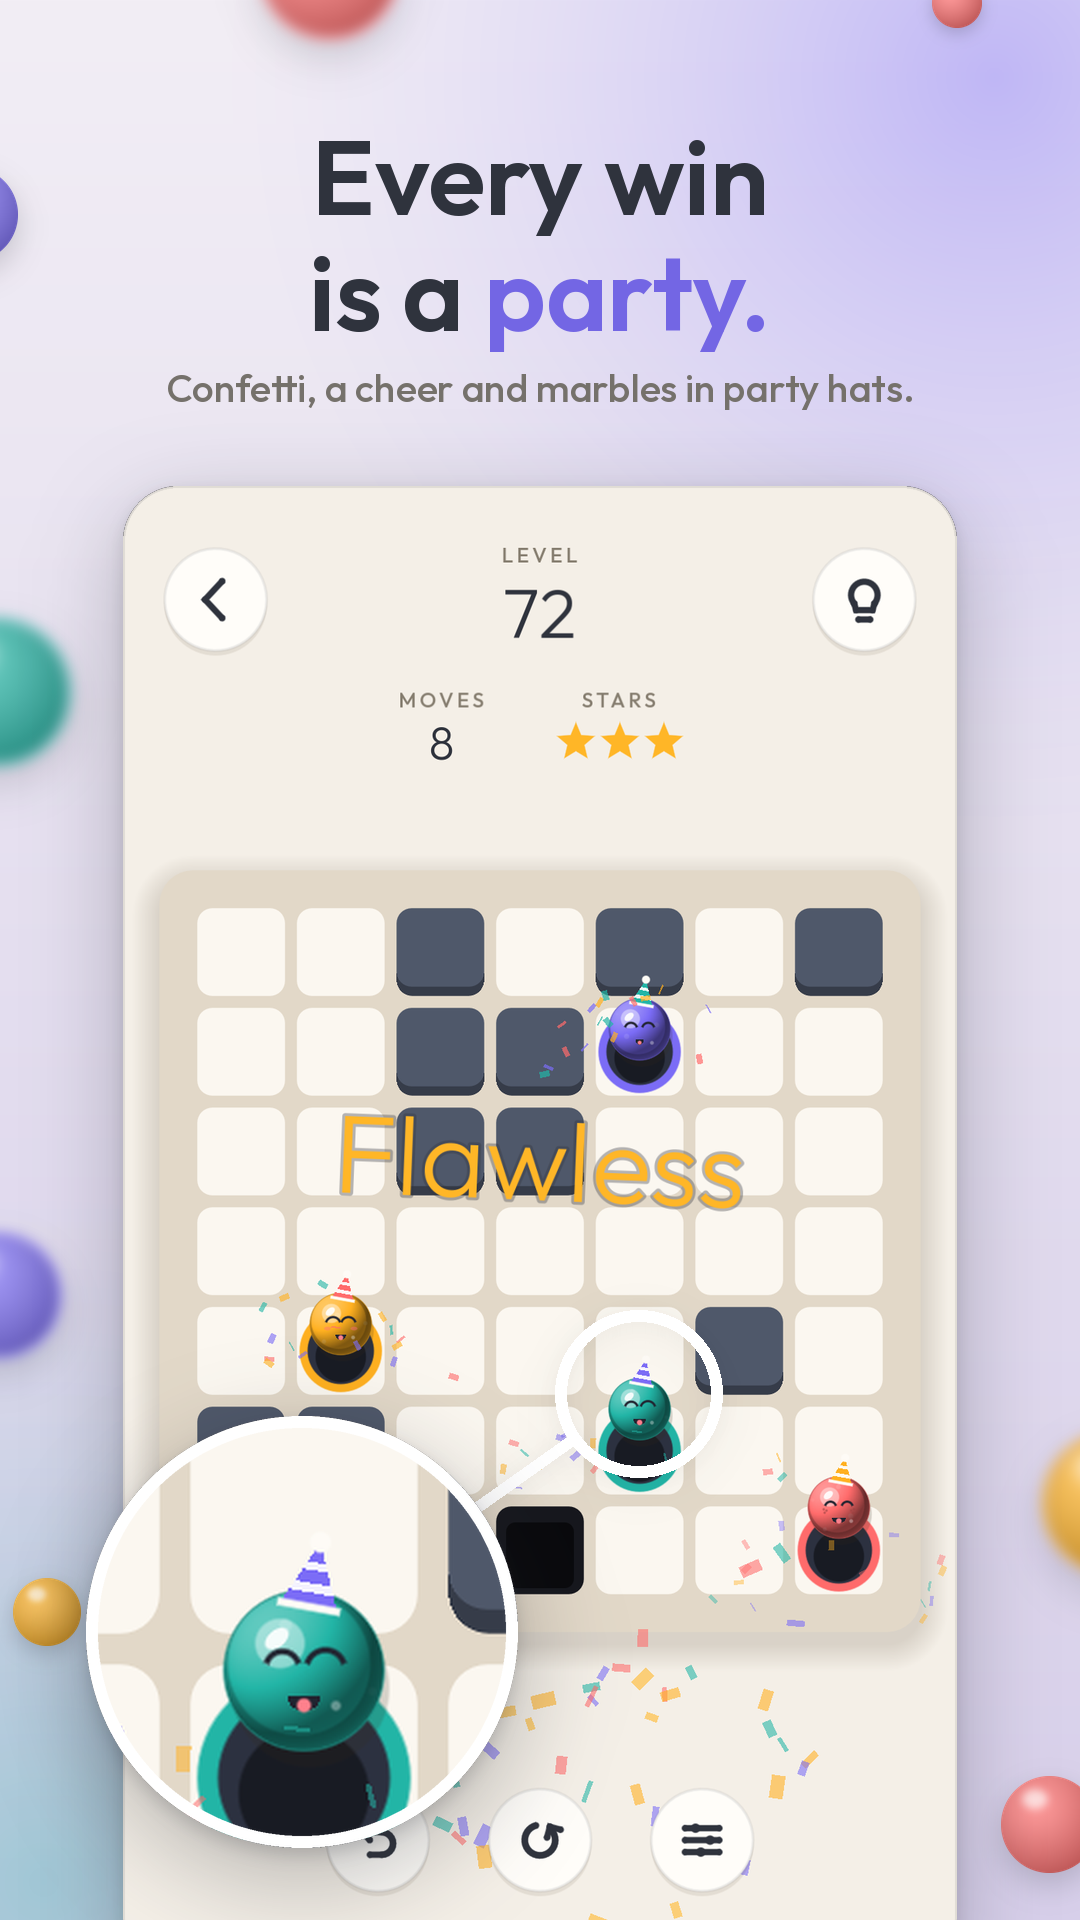 Every win
is a party.
Confetti, a cheer and marbles in party hats.
LEVEL
72
MOVES STARS
8
Flawless